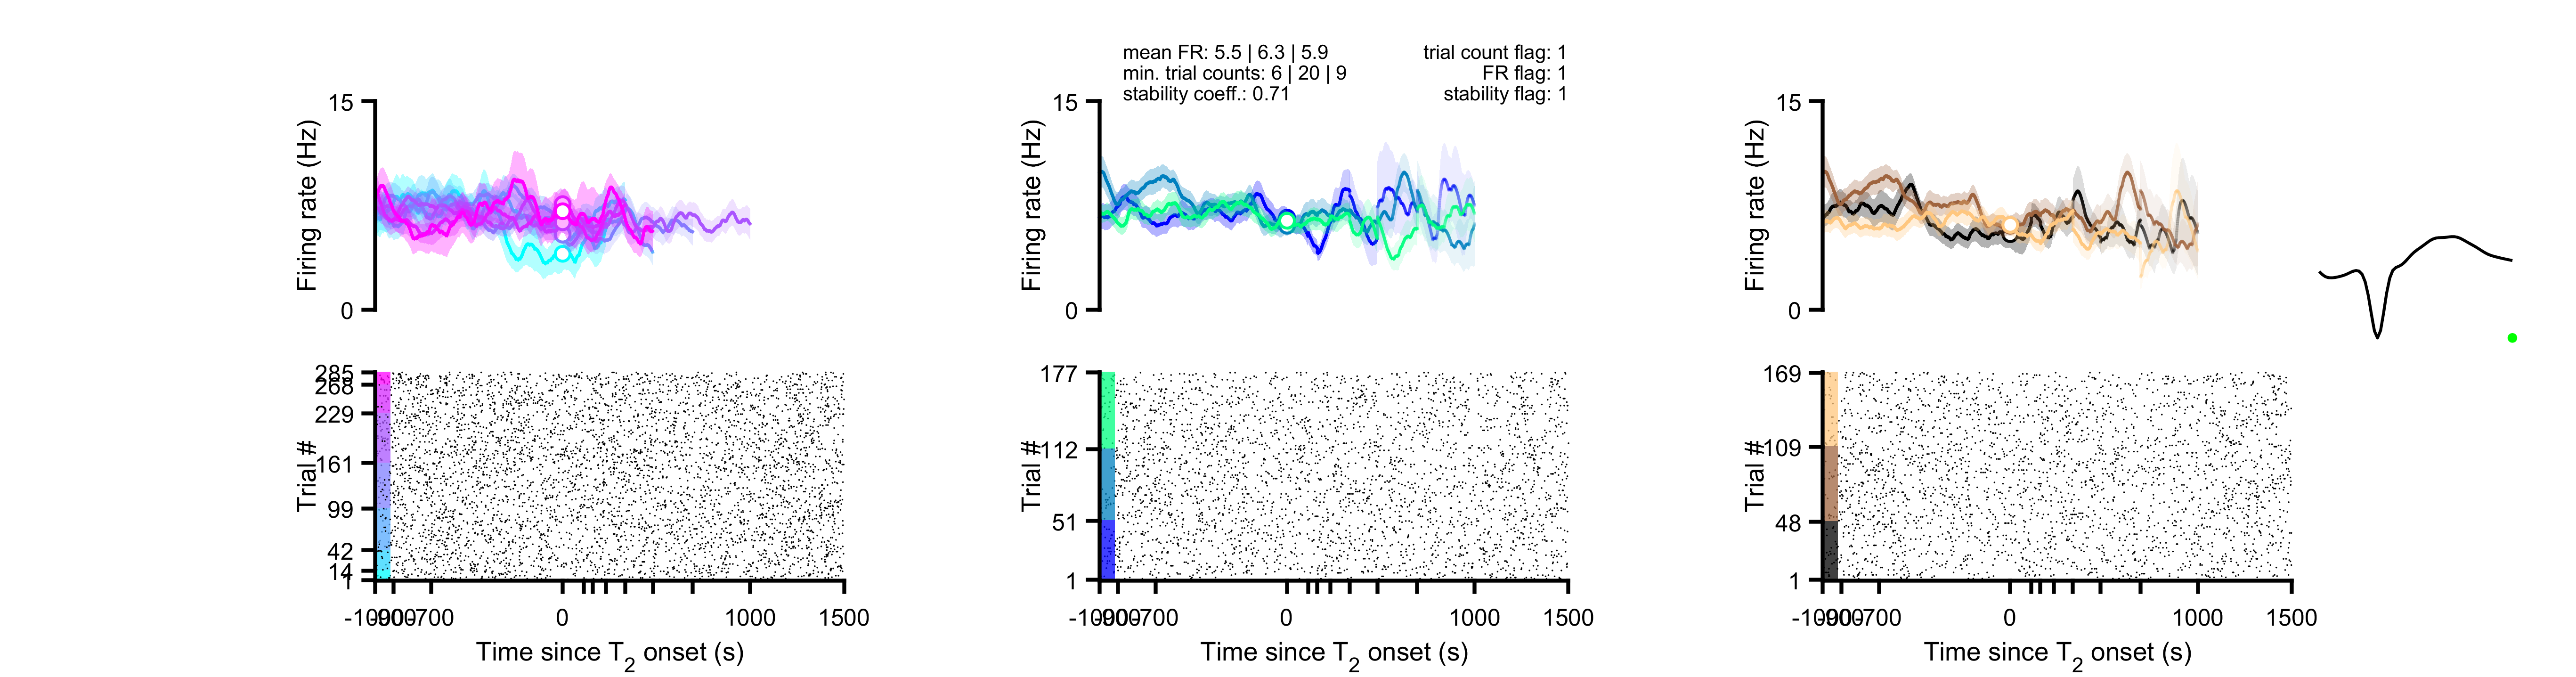 mean FR: 5.5 | 6.3 | 5.9
min. trial counts: 6 | 20 | 9
stability coeff.: 0.71
trial count flag: 1
FR flag: 1
stability flag: 1
15
Firing rate (Hz)
0
285
268
229
161
99
42
14
Trial #
0
1000
1500
Time since T2 onset (s)
15
Firing rate (Hz)
0
177
112
51
1
Trial #
0
1000
1500
Time since T2 onset (s)
15
Firing rate (Hz)
0
169
109
48
1
Trial #
0
1000
1500
Time since T2 onset (s)